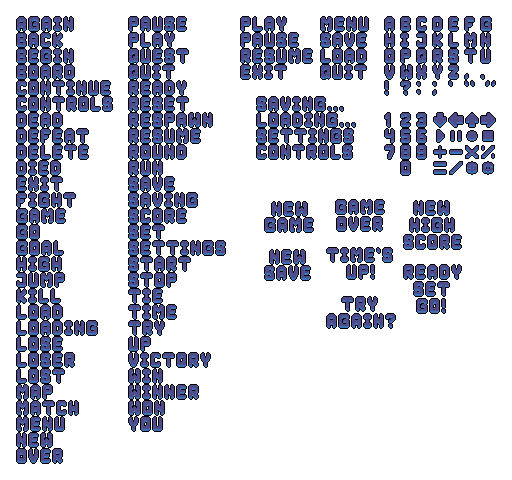 AGAIN
BACK
BEGIN
BOARD
CONTINUE
CONTROLS
DEAD
DEFEAT
DELETE
DIED
EXIT
FIGHT
GAME
GO
GOAL
HIGH
JUMP
KILL
LOAD
LOADING
LOSE
LOSER
LOST
MAP
MATCH
MENU
NEW
OVER
PAUSE
PLAY
QUEST
QUIT
READY
RESET
RESPAWN
RESUME
ROUND
RUN
SAVE
SAVING
SCORE
SET
SETTINGS
START
STOP
TIE
TIME
TRY
UP
VICTORY
WIN
WINNER
WON
YOU
PLAY MENU
PAUSE SAVE
RESUME LOAD
EXIT QUIT
SAVING...
LOADING...
SETTINGS
CONTROLS
A B C D E F G
H I J K L M N
O P Q R S T U
V W X Y Z . ,
! ? : ; ' " "
1 2 3
4 5 6
7 8 9
0
NEW
GAME
NEW
SAVE
GAME
OVER
TIME'S
UP!
TRY
AGAIN?
NEW
HIGH
SCORE
READY
SET
GO!